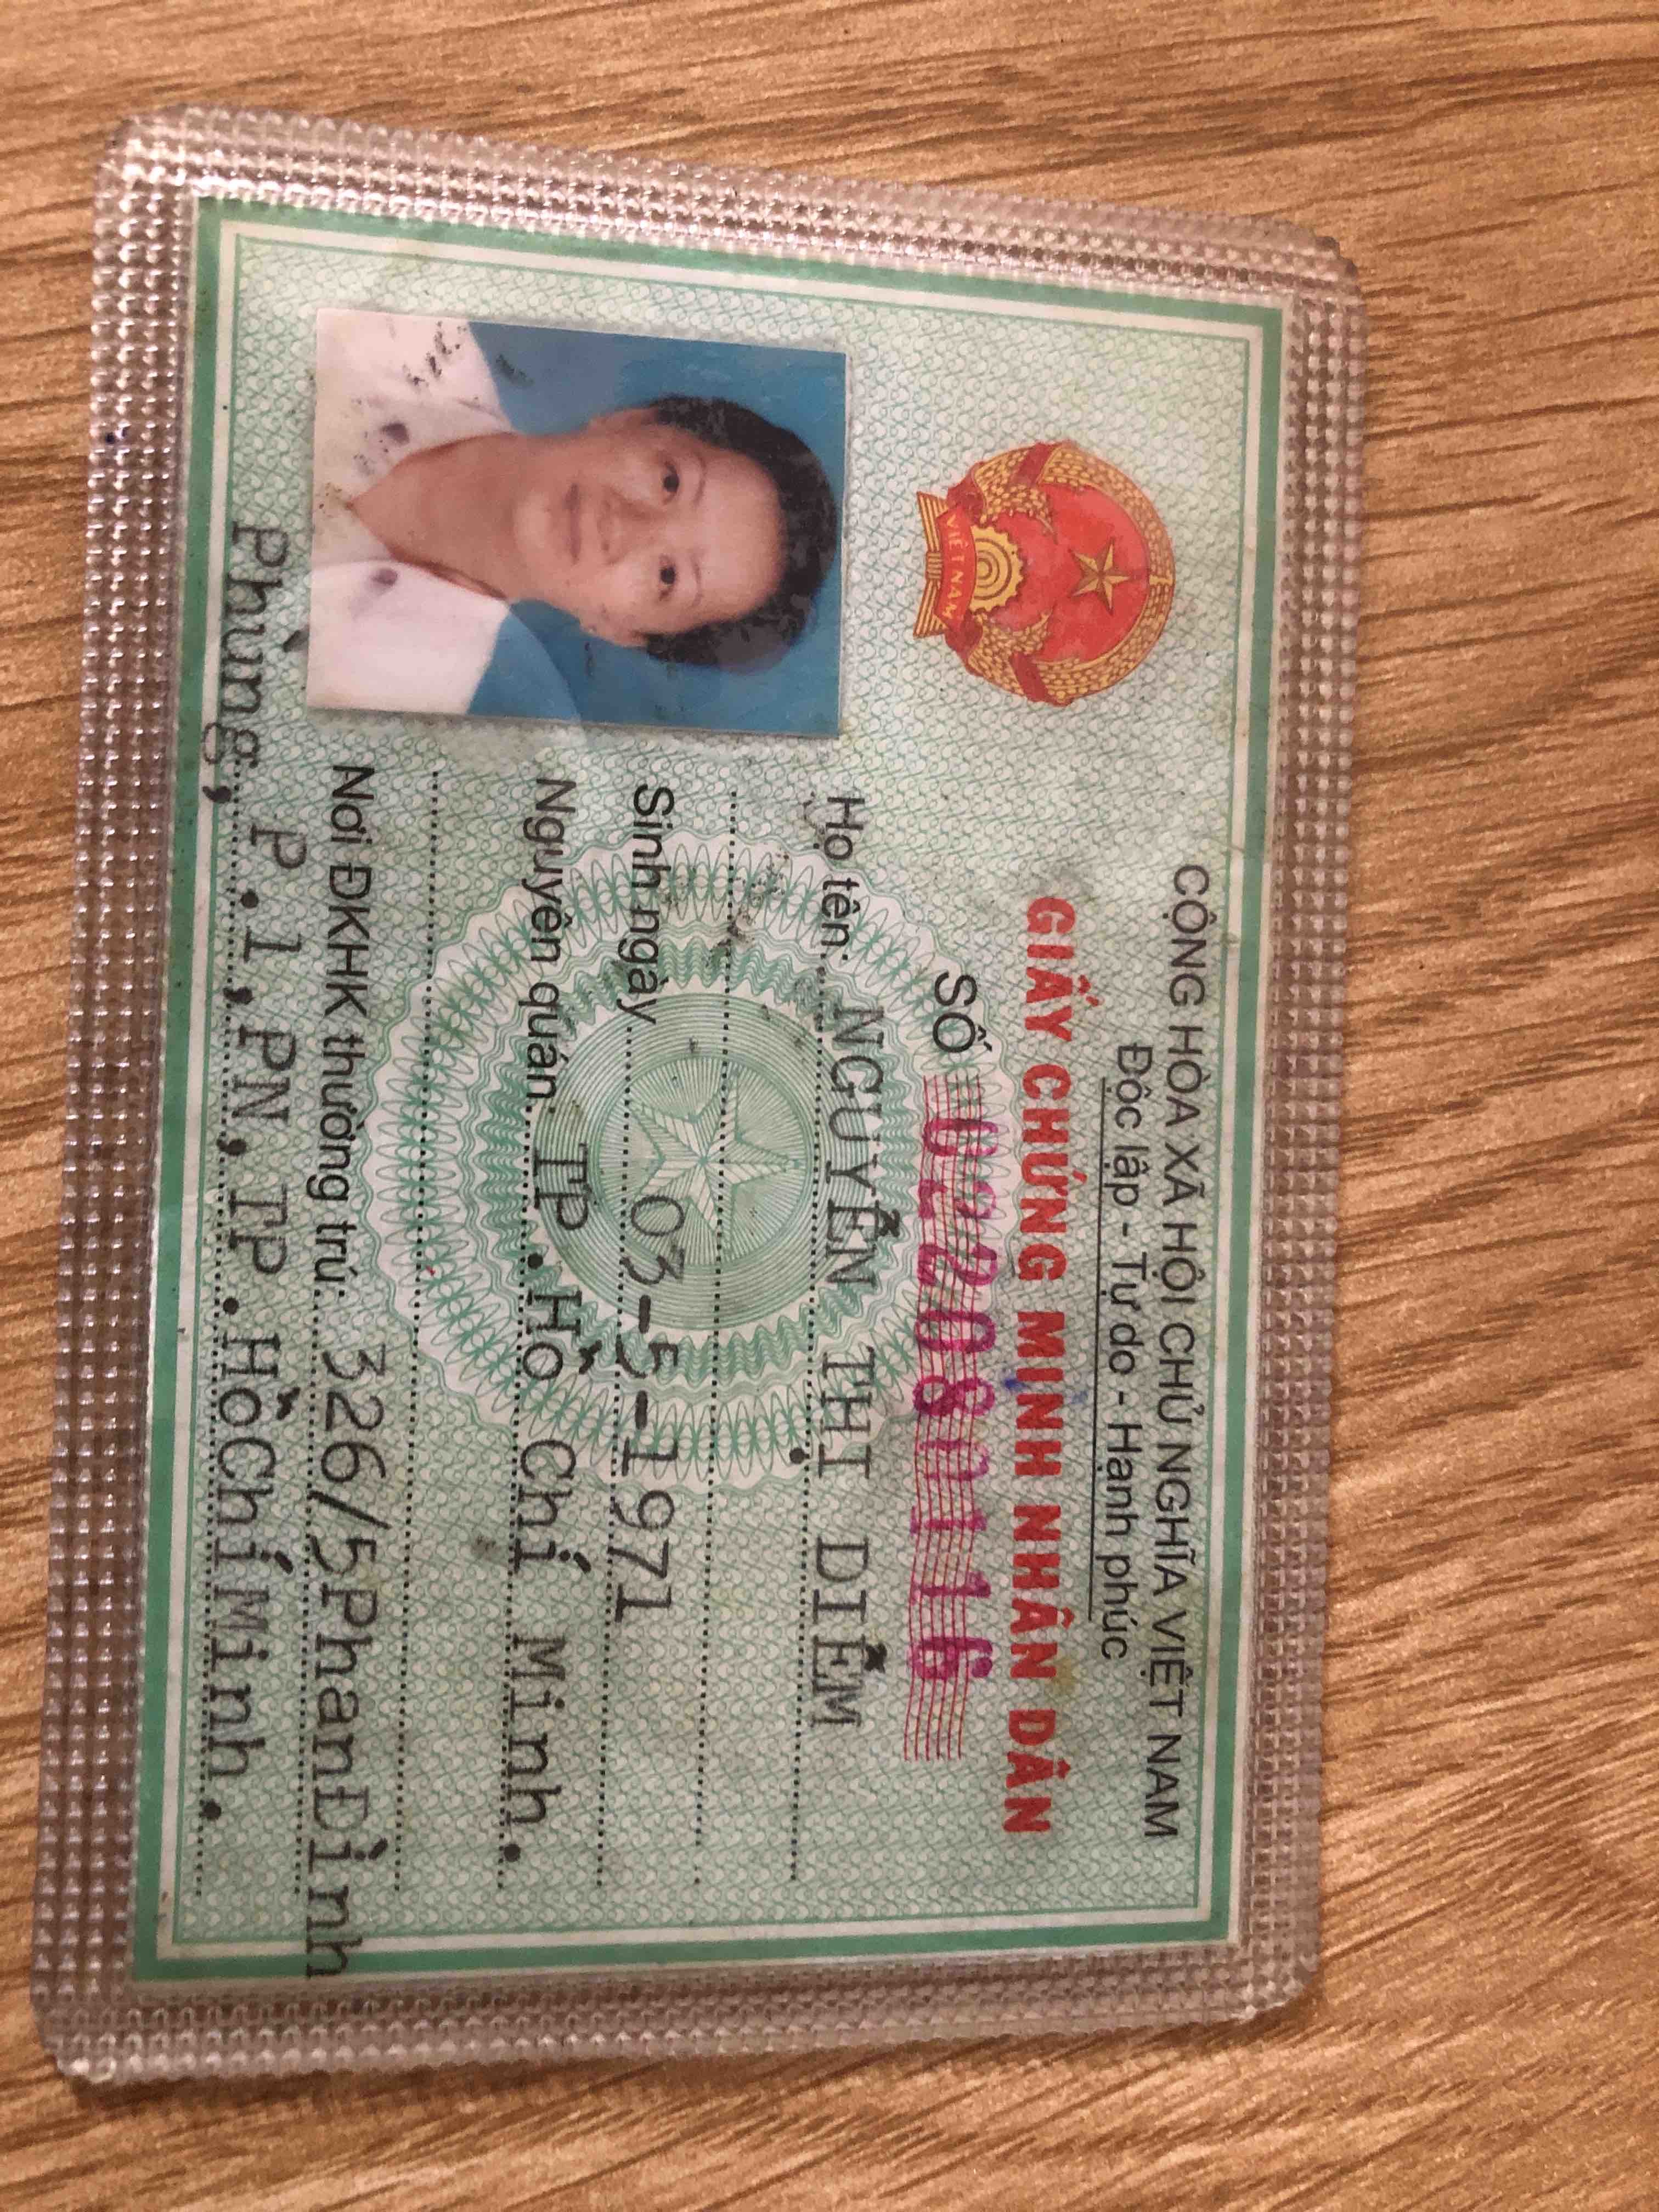 CỘNG HÒA XÃ HỘI CHỦ NGHĨA VIỆT NAM
Độc lập - Tự do - Hạnh phúc
GIẤY CHỨNG MINH NHÂN DÂN
SỐ 022080116
Họ tên: NGUYỄN THỊ DIỄM
Sinh ngày 03-5-1971
Nguyên quán: TP.Hồ Chí Minh.
Nơi ĐKHK thường trú: 326/5PhanĐình
Phùng, P.1,PN,TP.HồChíMinh.
VIỆT NAM